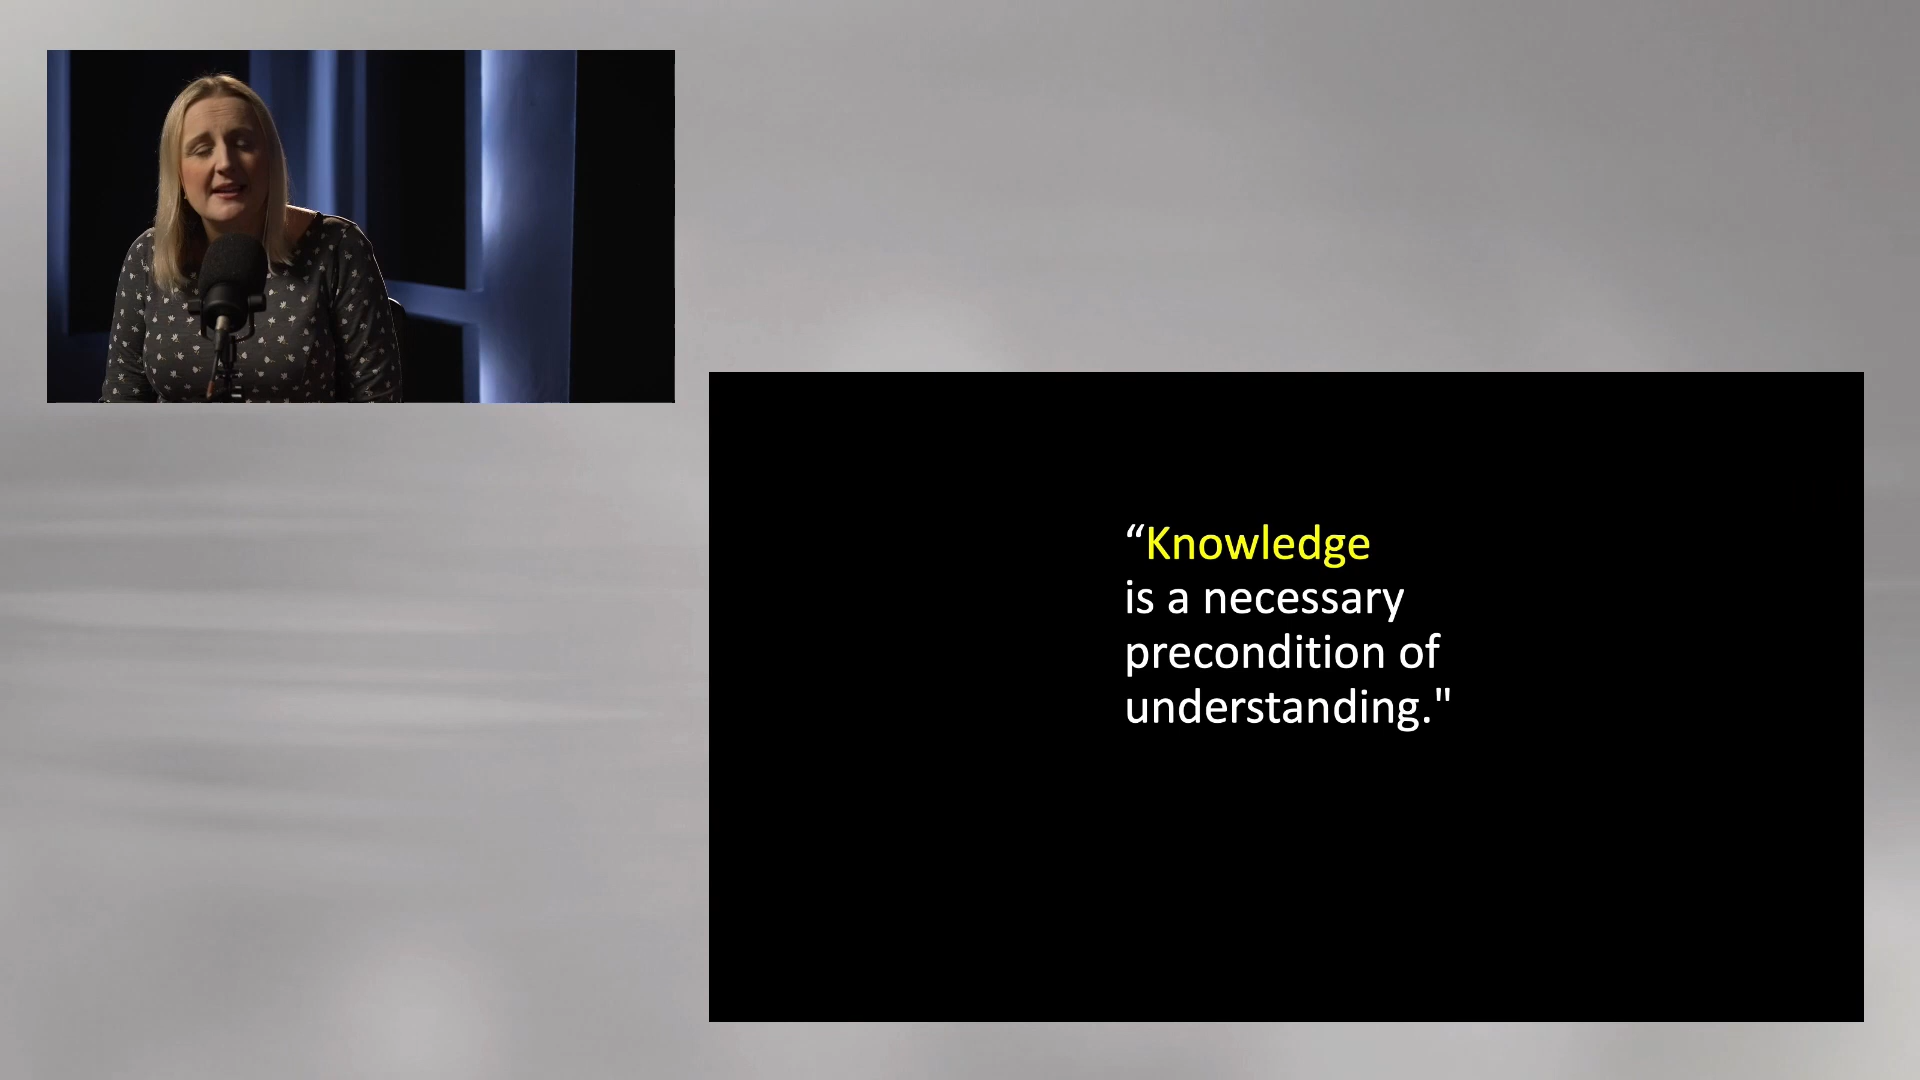 “Knowledge
is a necessary
precondition of
understanding."